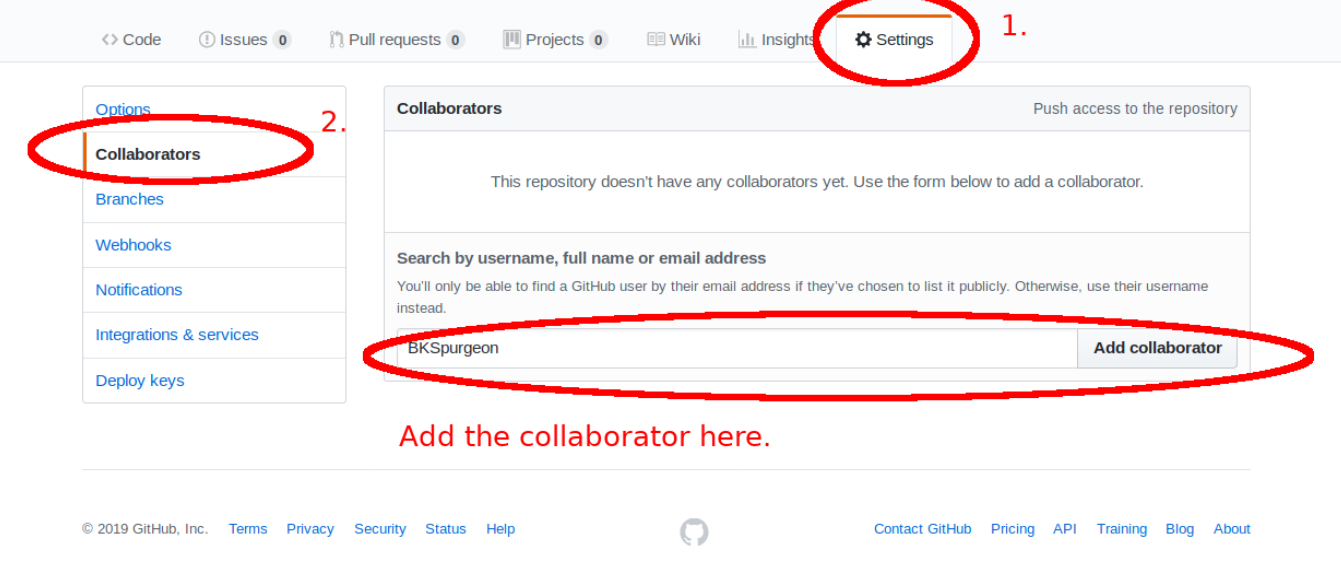 Code Issues 0 Pull requests 0 Projects 0 Wiki Insights Settings 1.
Options
2.
Collaborators
Branches
Webhooks
Notifications
Integrations & services
Deploy keys
Collaborators Push access to the repository
This repository doesn't have any collaborators yet. Use the form below to add a collaborator.
Search by username, full name or email address
You'll only be able to find a GitHub user by their email address if they've chosen to list it publicly. Otherwise, use their username
instead.
BKSpurgeon Add collaborator
Add the collaborator here.
© 2019 GitHub, Inc. Terms Privacy Security Status Help Contact GitHub Pricing API Training Blog About